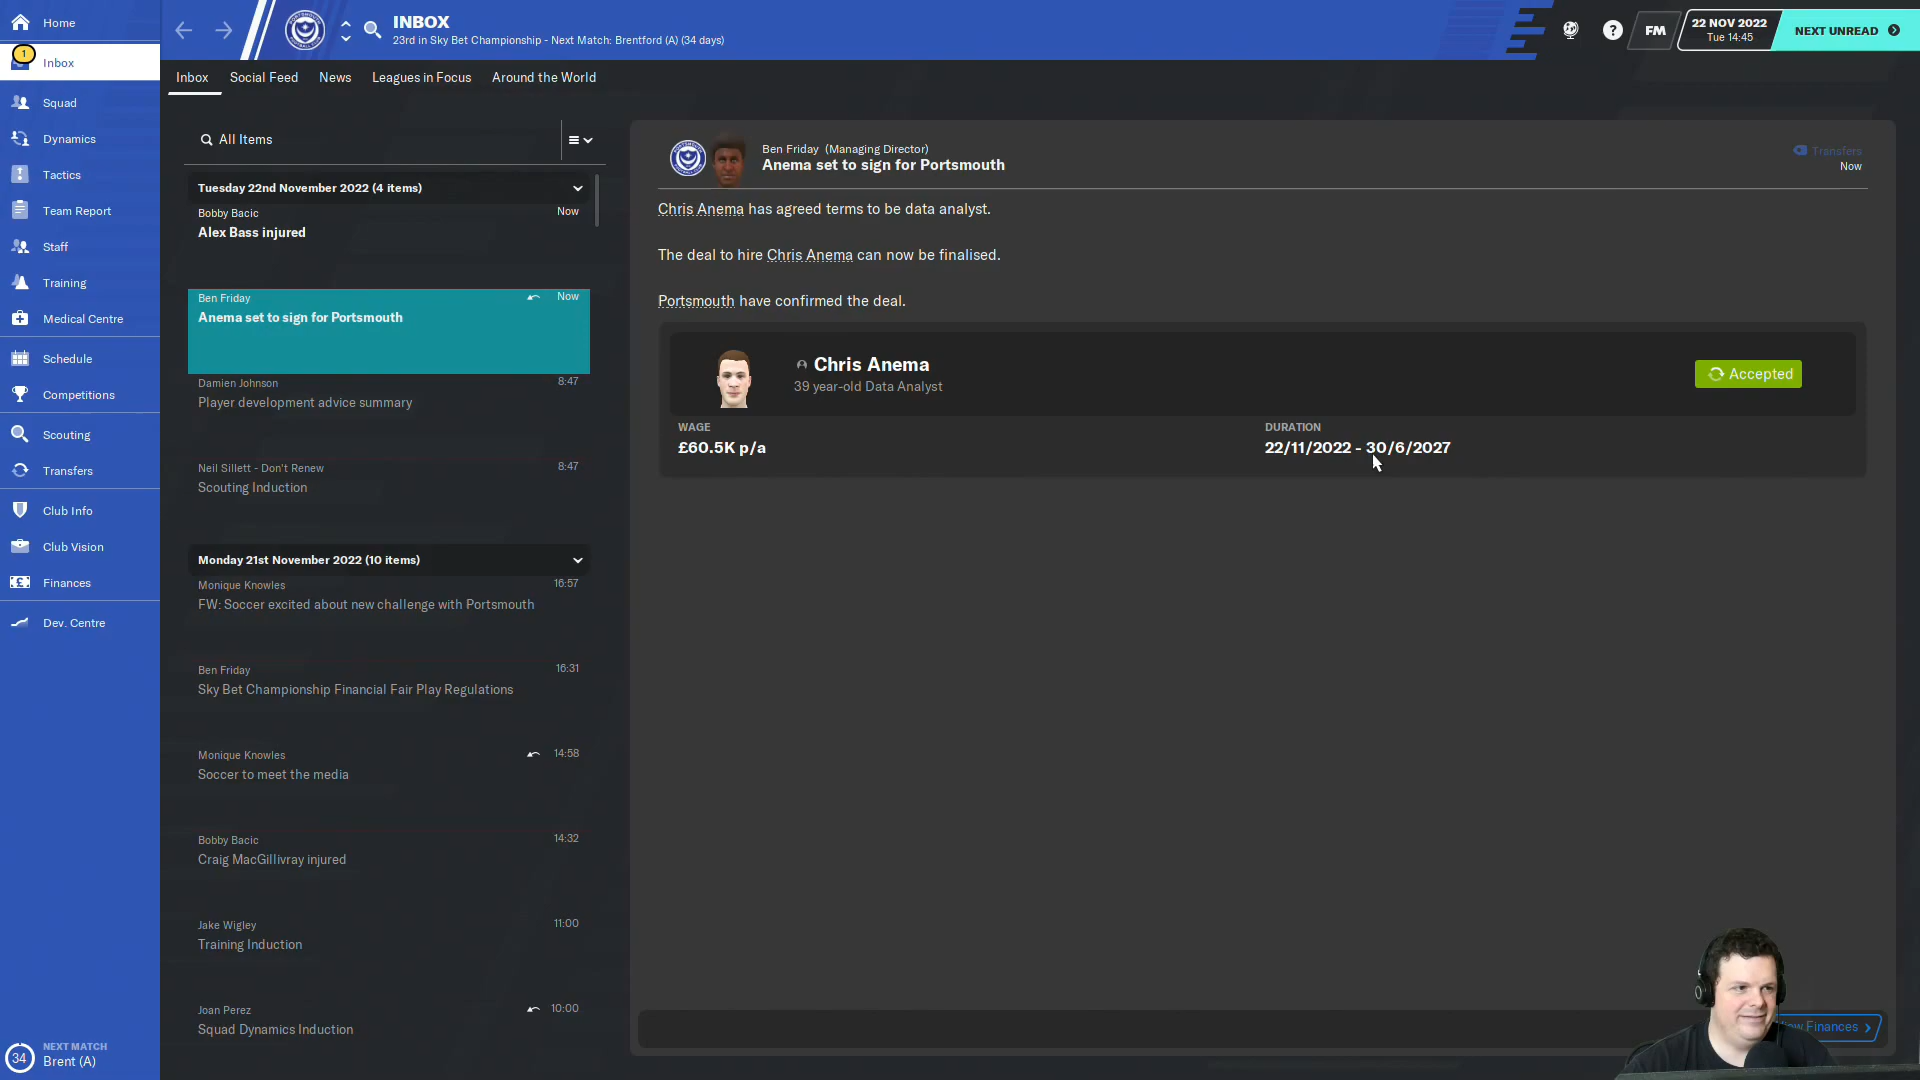 Home
1
Inbox
Squad
Dynamics
Tactics
Team Report
Staff
Training
Medical Centre
Schedule
Competitions
Scouting
Transfers
Club Info
Club Vision
Finances
Dev. Centre
34
NEXT MATCH
Brent (A)
INBOX
23rd in Sky Bet Championship - Next Match: Brentford (A) (34 days)
?
FM
22 NOV 2022
Tue 14:45
NEXT UNREAD
Inbox
Social Feed
News
Leagues in Focus
Around the World
All Items
Tuesday 22nd November 2022 (4 items)
Bobby Bacic
Now
Alex Bass injured
Ben Friday
Now
Anema set to sign for Portsmouth
Damien Johnson
8:47
Player development advice summary
Neil Sillett - Don't Renew
8:47
Scouting Induction
Monday 21st November 2022 (10 items)
Monique Knowles
16:57
FW: Soccer excited about new challenge with Portsmouth
Ben Friday
16:31
Sky Bet Championship Financial Fair Play Regulations
Monique Knowles
14:58
Soccer to meet the media
Bobby Bacic
14:32
Craig MacGillivray injured
Jake Wigley
11:00
Training Induction
Joan Perez
10:00
Squad Dynamics Induction
Ben Friday (Managing Director)
Anema set to sign for Portsmouth
Transfers
Now
Chris Anema has agreed terms to be data analyst.
The deal to hire Chris Anema can now be finalised.
Portsmouth have confirmed the deal.
Chris Anema
39 year-old Data Analyst
Accepted
WAGE
£60.5K p/a
DURATION
22/11/2022 - 30/6/2027
Finances